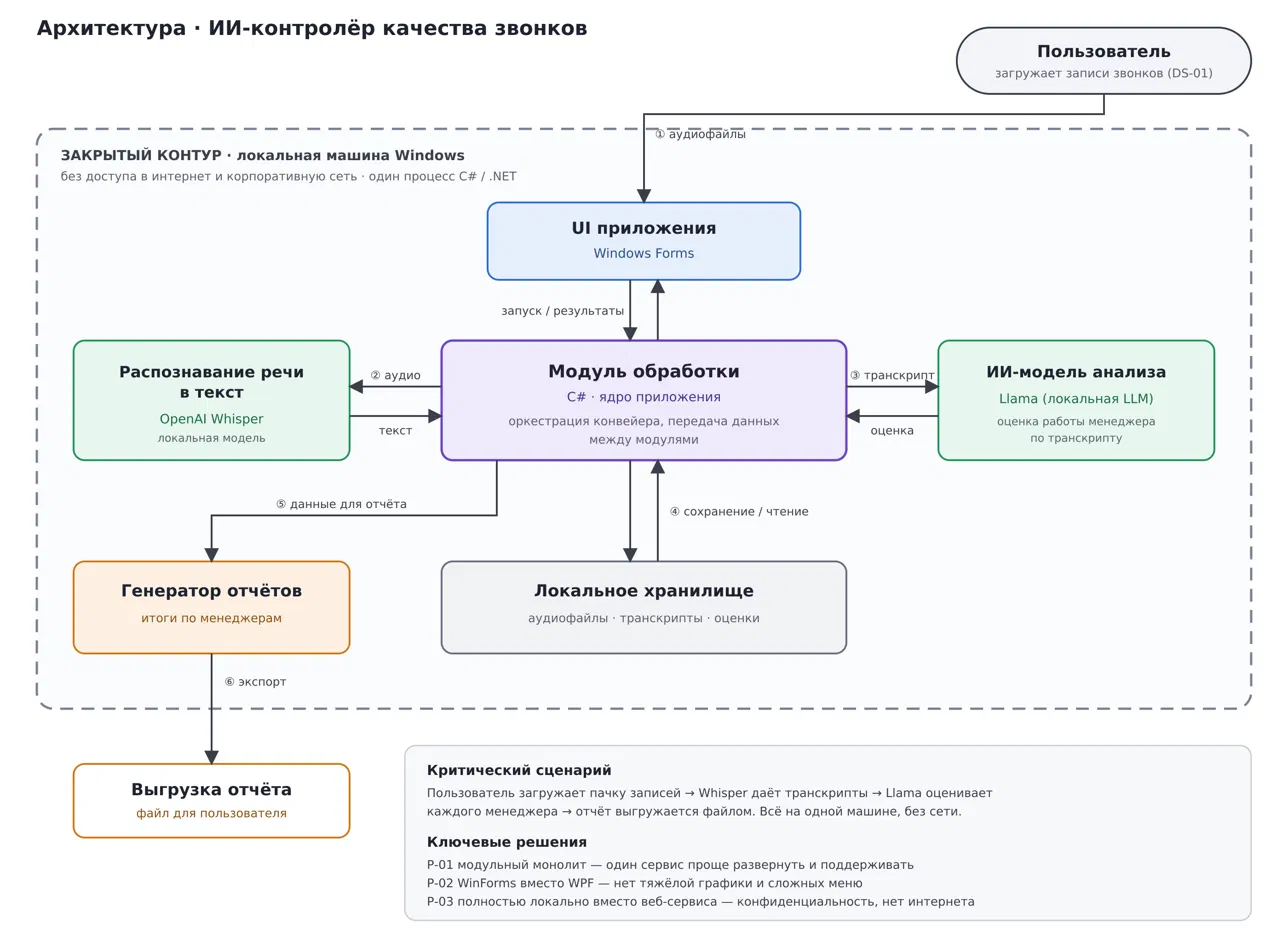 Архитектура · ИИ-контролёр качества звонков
Пользователь
загружает записи звонков (DS-01)
① аудиофайлы
ЗАКРЫТЫЙ КОНТУР · локальная машина Windows
без доступа в интернет и корпоративную сеть · один процесс C# / .NET
UI приложения
Windows Forms
запуск / результаты
Распознавание речи
в текст
OpenAI Whisper
локальная модель
② аудио
текст
Модуль обработки
C# · ядро приложения
оркестрация конвейера, передача данных
между модулями
③ транскрипт
оценка
ИИ-модель анализа
Llama (локальная LLM)
оценка работы менеджера
по транскрипту
⑤ данные для отчёта
④ сохранение / чтение
Генератор отчётов
итоги по менеджерам
Локальное хранилище
аудиофайлы · транскрипты · оценки
⑥ экспорт
Выгрузка отчёта
файл для пользователя
Критический сценарий
Пользователь загружает пачку записей → Whisper даёт транскрипты → Llama оценивает
каждого менеджера → отчёт выгружается файлом. Всё на одной машине, без сети.
Ключевые решения
Р-01 модульный монолит — один сервис проще развернуть и поддерживать
Р-02 WinForms вместо WPF — нет тяжёлой графики и сложных меню
Р-03 полностью локально вместо веб-сервиса — конфиденциальность, нет интернета